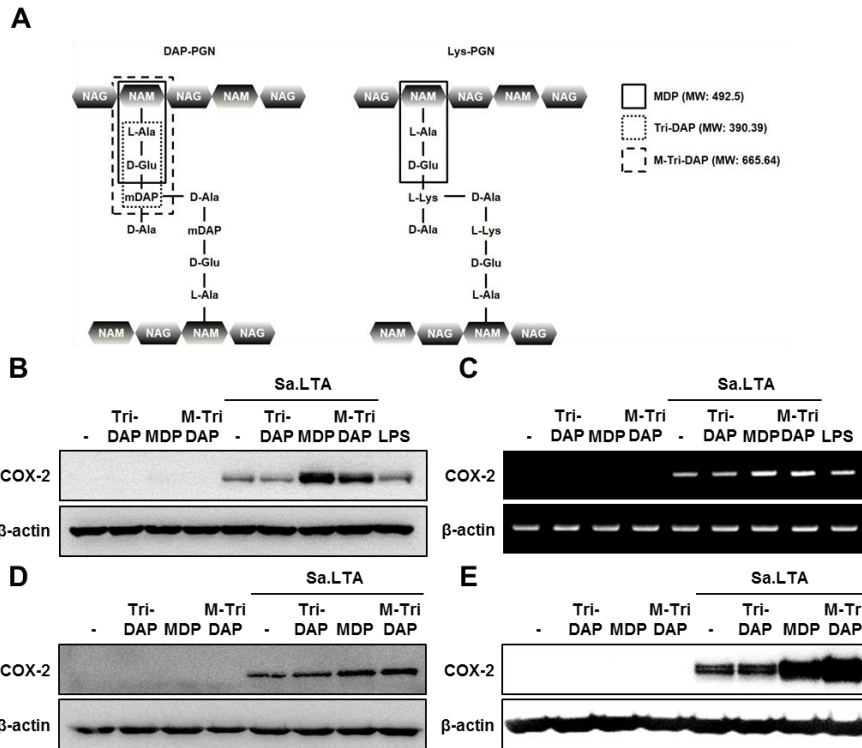 A
DAP-PGN
Lys-PGN
NAG NAM NAG NAM NAG
NAG NAM NAG NAM NAG
L-Ala
D-Glu
mDAP
D-Ala
D-Ala
mDAP
D-Glu
L-Ala
NAM NAG NAM NAG
L-Ala
D-Glu
L-Lys
D-Ala
D-Ala
L-Lys
D-Glu
L-Ala
NAM NAG NAM NAG
MDP (MW: 492.5)
Tri-DAP (MW: 390.39)
M-Tri-DAP (MW: 665.64)
B
Sa.LTA
Tri- M-Tri Tri- M-Tri
- DAP MDP DAP - DAP MDP DAP LPS
COX-2
β-actin
C
Sa.LTA
Tri- M-Tri Tri- M-Tri
- DAP MDP DAP - DAP MDP DAP LPS
COX-2
β-actin
D
Sa.LTA
Tri- M-Tri Tri- M-Tri
- DAP MDP DAP - DAP MDP DAP
COX-2
β-actin
E
Sa.LTA
Tri- M-Tri Tri- M-Tri
- DAP MDP DAP - DAP MDP DAP
COX-2
β-actin